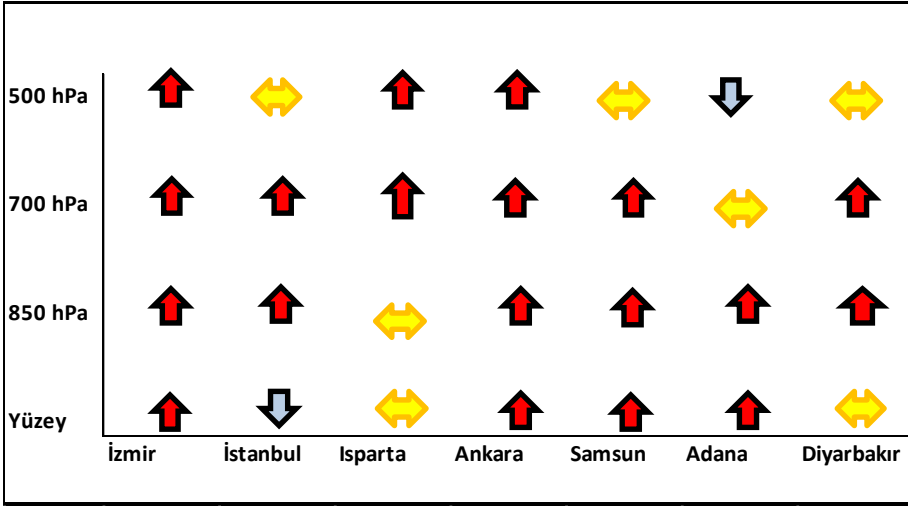 500 hPa
700 hPa
850 hPa
Yüzey
İzmir İstanbul Isparta Ankara Samsun Adana Diyarbakır